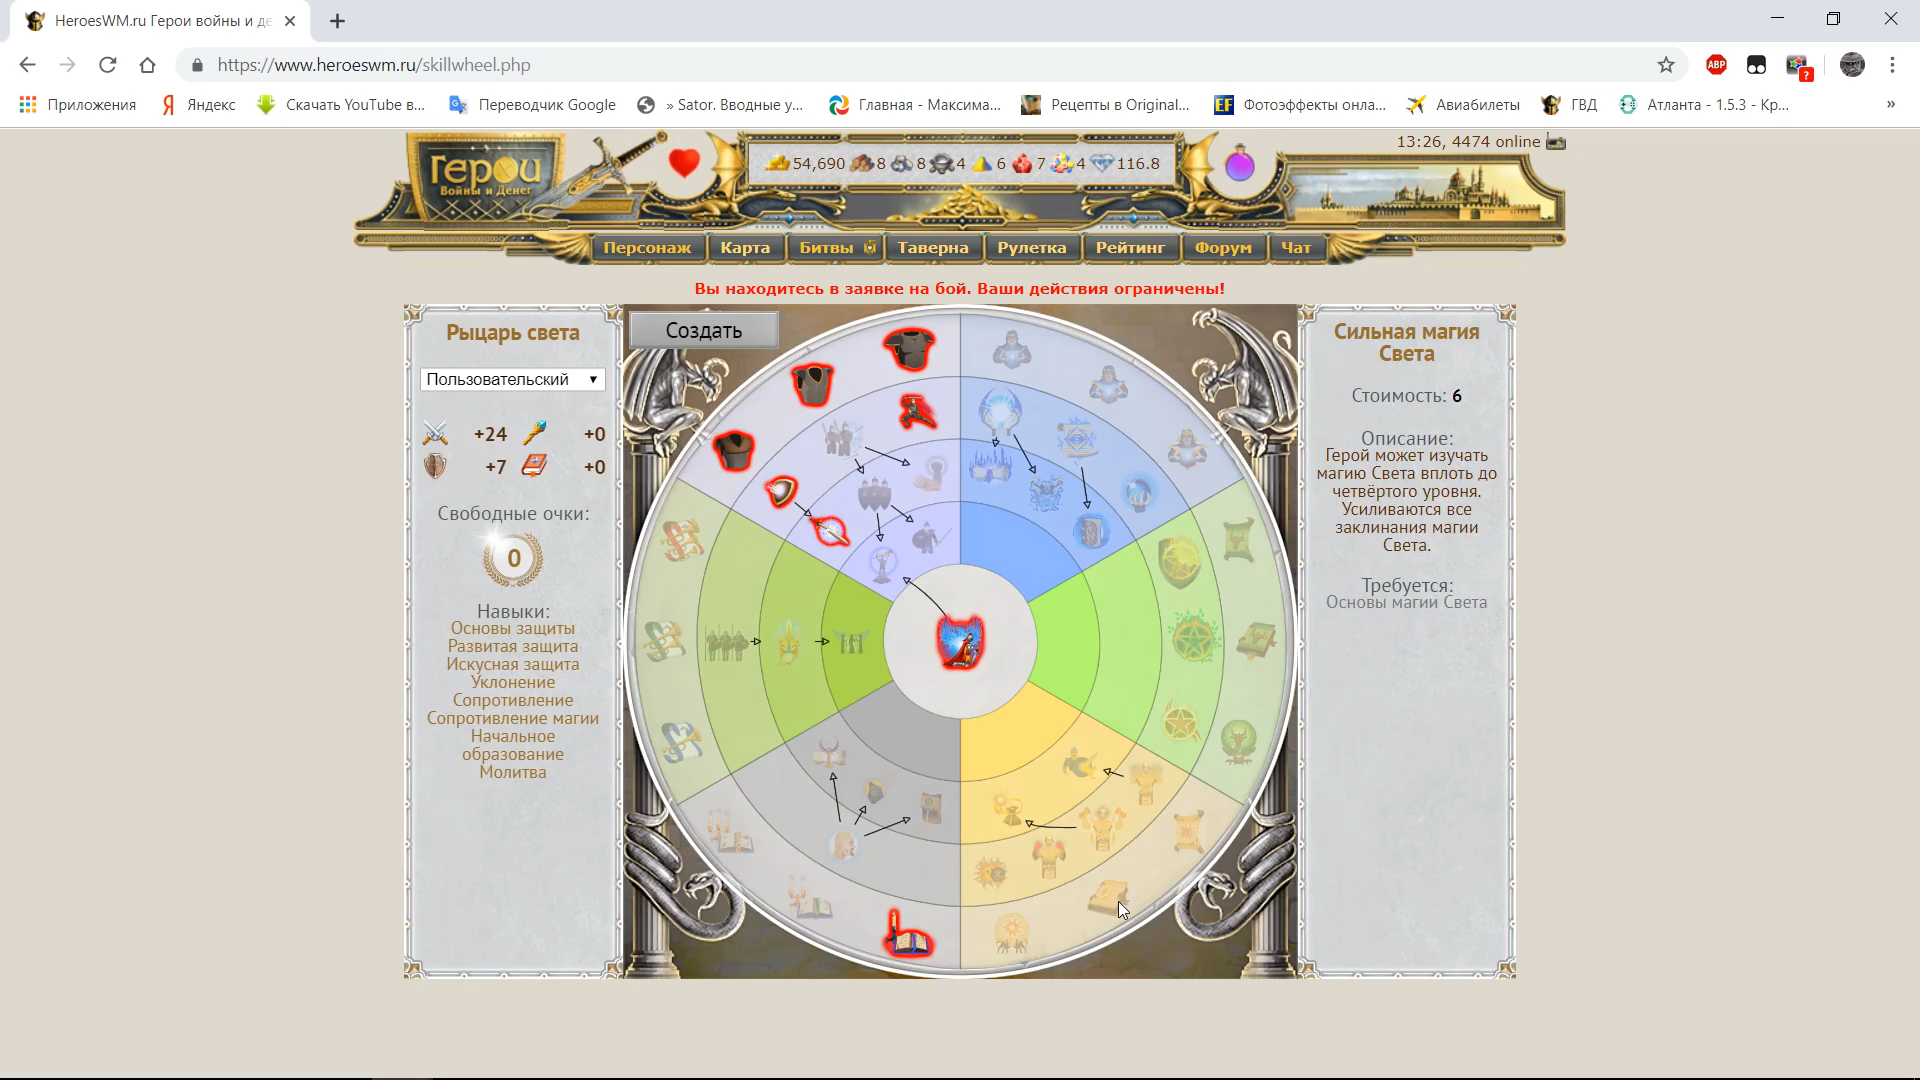 HeroesWM.ru Герои войны и де
https://www.heroeswm.ru/skillwheel.php
ABP
?
Приложения
Яндекс
Скачать YouTube в...
Переводчик Google
» Sator. Вводные у...
Главная - Максима...
Рецепты в Original...
EF Фотоэффекты онла...
Авиабилеты
ГВД
Атланта - 1.5.3 - Кр...
»
13:26, 4474 online
Герои
Войны и Денег
54,690 8 8 4 6 7 4 116.8
Персонаж
Карта
Битвы
Таверна
Рулетка
Рейтинг
Форум
Чат
Вы находитесь в заявке на бой. Ваши действия ограничены!
Рыцарь света
Пользовательский
+24 +0
+7 +0
Свободные очки:
0
Навыки:
Основы защиты
Развитая защита
Искусная защита
Уклонение
Сопротивление
Сопротивление магии
Начальное
образование
Молитва
Создать
Сильная магия
Света
Стоимость: 6
Описание:
Герой может изучать
магию Света вплоть до
четвёртого уровня.
Усиливаются все
заклинания магии
Света.
Требуется:
Основы магии Света